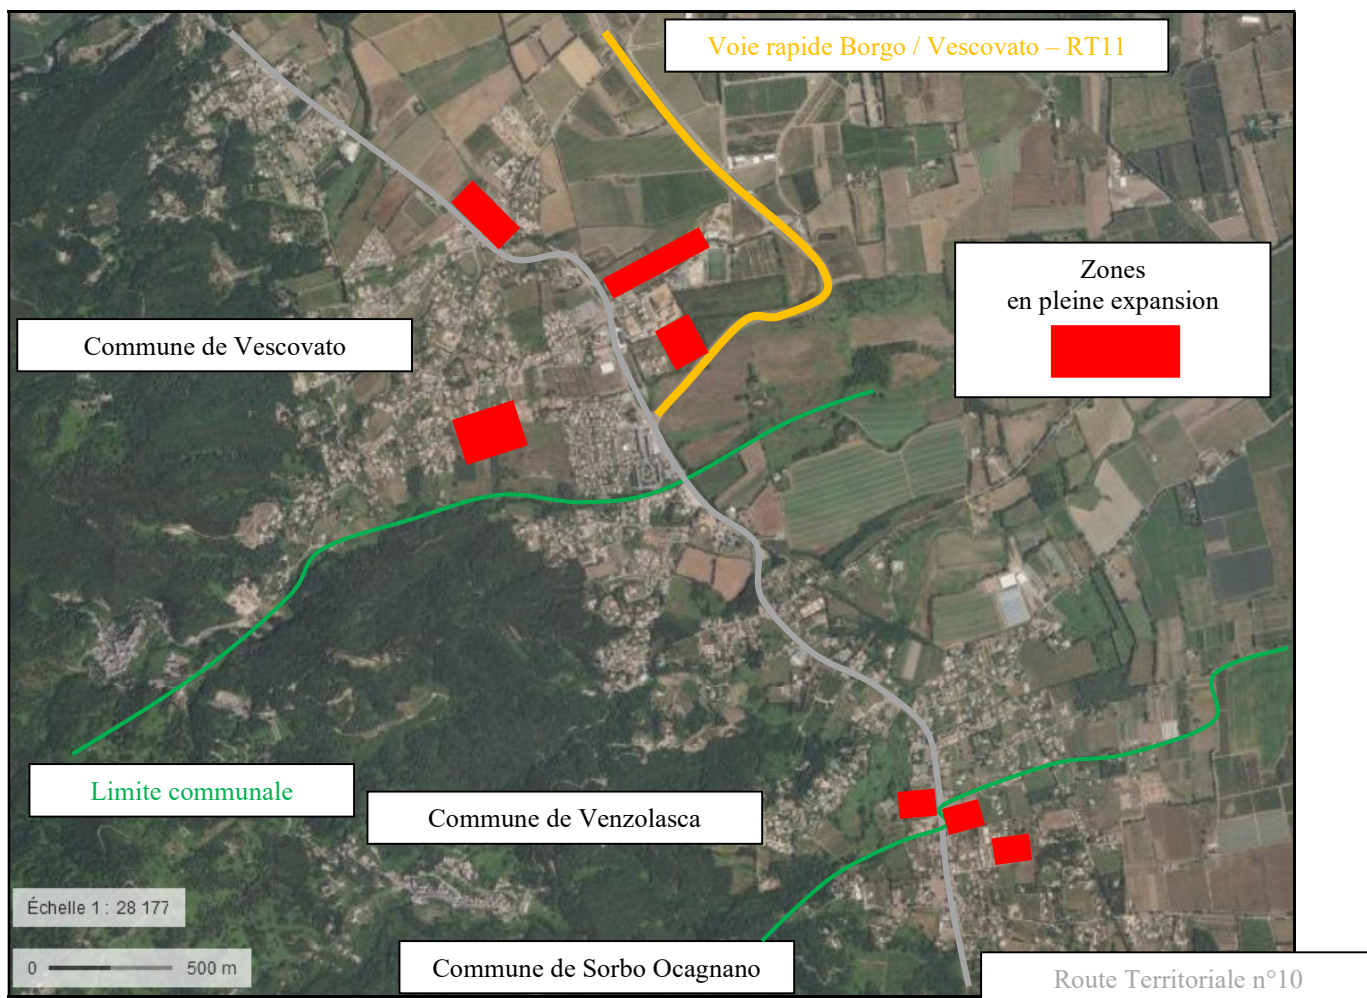 Voie rapide Borgo / Vescovato – RT11
Zones
en pleine expansion
Commune de Vescovato
Limite communale
Commune de Venzolasca
Échelle 1 : 28 177
0 500 m
Commune de Sorbo Ocagnano
Route Territoriale n°10